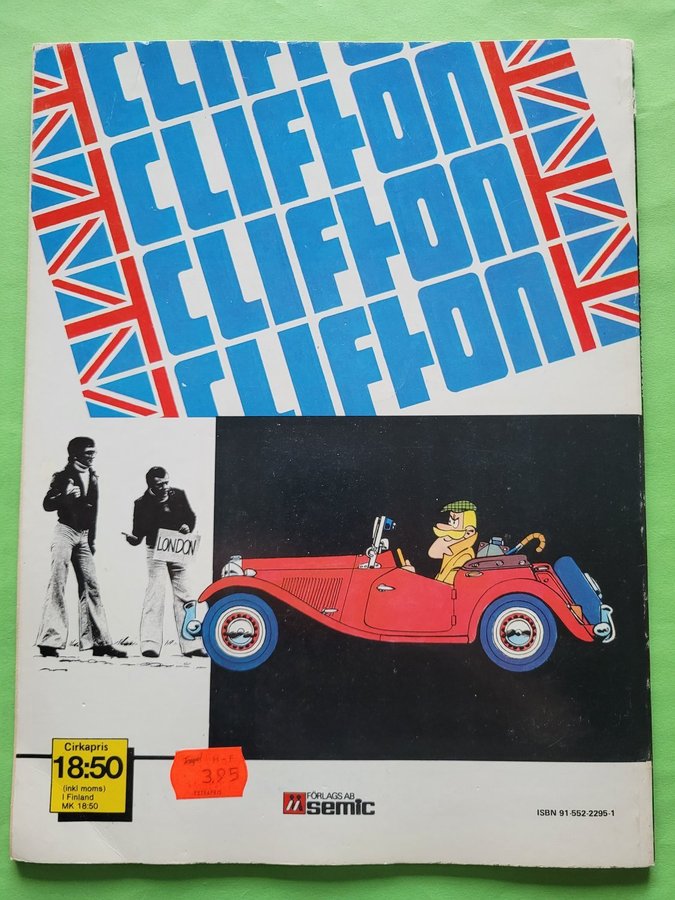 CLIFTON
CLIFTON
CLIFTON
CLIFTON
LONDON
Cirkapris
18:50
(inkl moms)
I Finland
MK 18:50
3,95
FÖRLAGS AB
semic
ISBN 91-552-2295-1